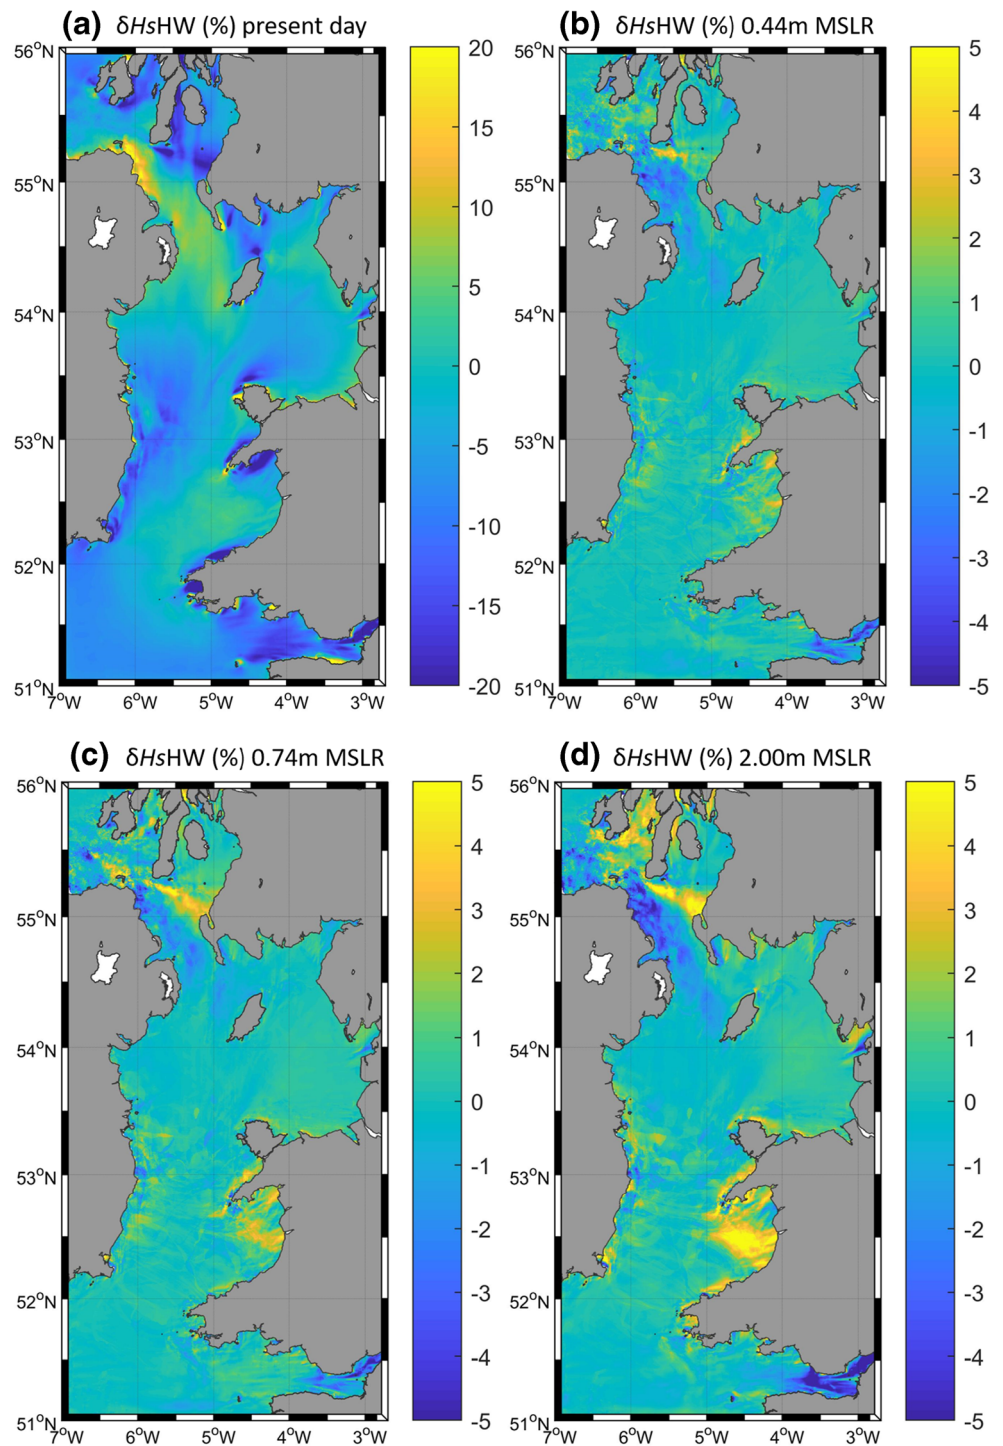 (a) δHsHW (%) present day
56°N
55°N
54°N
53°N
52°N
51°N
7°W 6°W 5°W 4°W 3°W
20
15
10
5
0
-5
-10
-15
-20
(b) δHsHW (%) 0.44m MSLR
56°N
55°N
54°N
53°N
52°N
51°N
7°W 6°W 5°W 4°W 3°W
5
4
3
2
1
0
-1
-2
-3
-4
-5
(c) δHsHW (%) 0.74m MSLR
56°N
55°N
54°N
53°N
52°N
51°N
7°W 6°W 5°W 4°W 3°W
5
4
3
2
1
0
-1
-2
-3
-4
-5
(d) δHsHW (%) 2.00m MSLR
56°N
55°N
54°N
53°N
52°N
51°N
7°W 6°W 5°W 4°W 3°W
5
4
3
2
1
0
-1
-2
-3
-4
-5